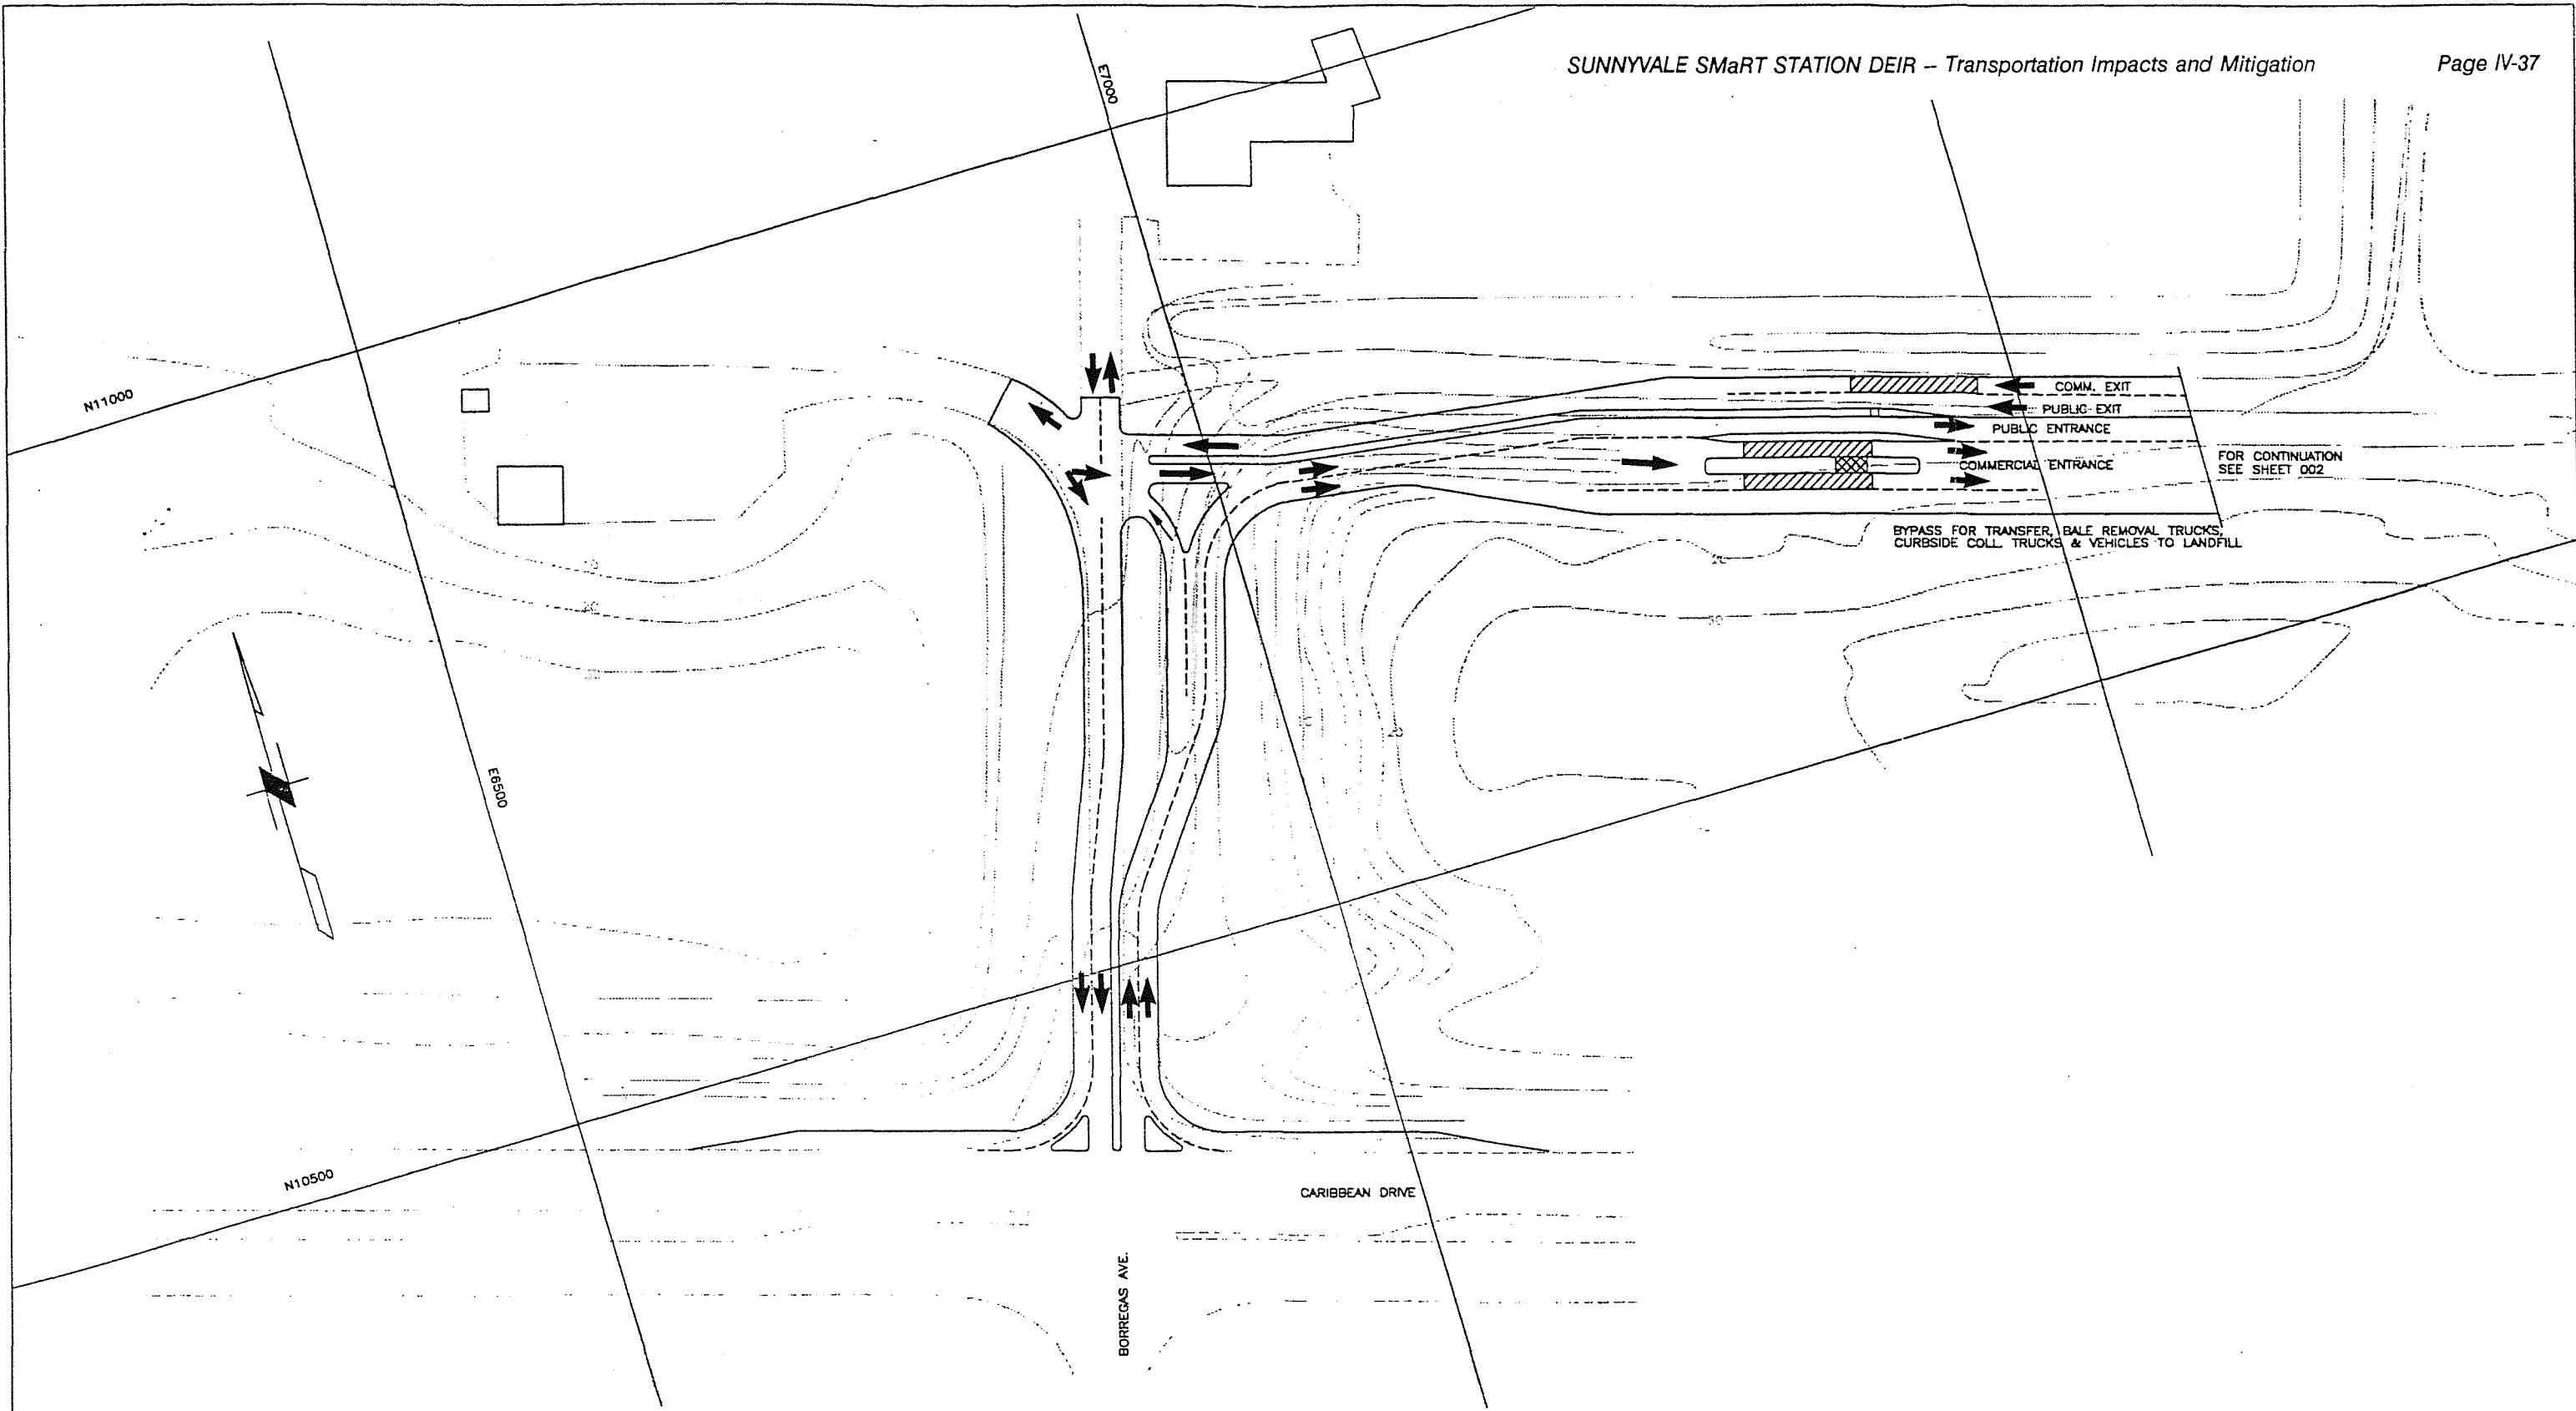 SUNNYVALE SMaRT STATION DEIR -- Transportation Impacts and Mitigation
Page IV-37
E7000
N11000
COMM. EXIT
PUBLIC EXIT
PUBLIC ENTRANCE
COMMERCIAL ENTRANCE
FOR CONTINUATION
SEE SHEET 002
BYPASS FOR TRANSFER, BALE REMOVAL TRUCKS,
CURBSIDE COLL. TRUCKS & VEHICLES TO LANDFILL
E6500
20
N10500
CARIBBEAN DRIVE
BORREGAS AVE.